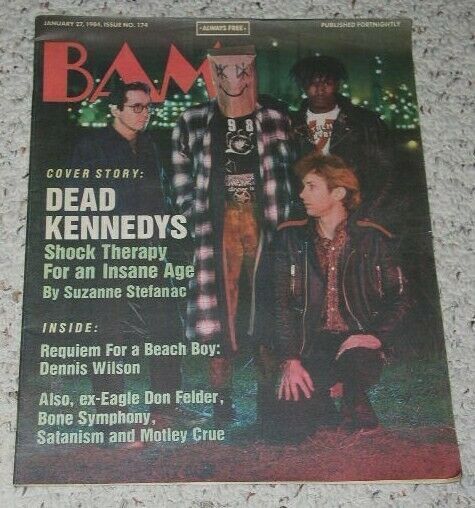 JANUARY 27, 1984, ISSUE NO. 174
•ALWAYS FREE•
PUBLISHED FORTNIGHTLY
BAM
COVER STORY:
DEAD
KENNEDYS
Shock Therapy
For an Insane Age
By Suzanne Stefanac
INSIDE:
Requiem For a Beach Boy:
Dennis Wilson
Also, ex-Eagle Don Felder,
Bone Symphony,
Satanism and Motley Crue